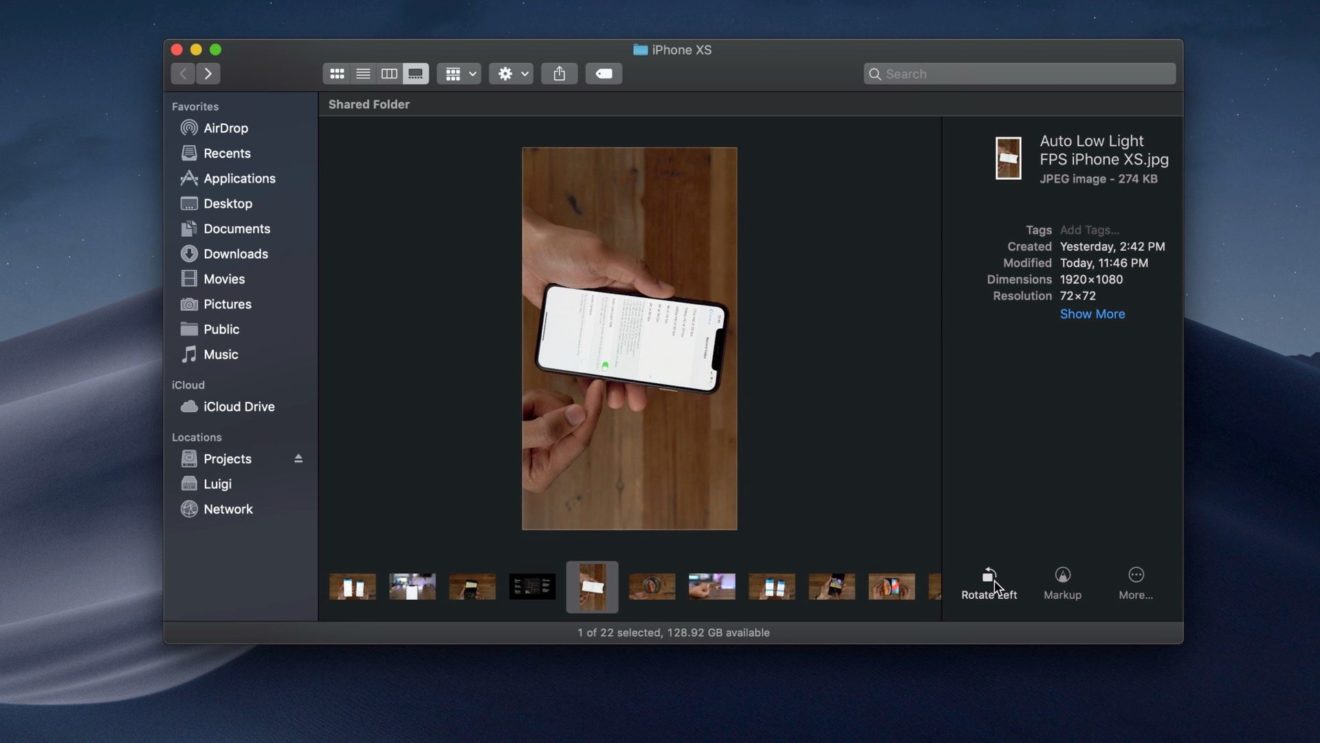 iPhone XS
Search
Favorites
AirDrop
Recents
Applications
Desktop
Documents
Downloads
Movies
Pictures
Public
Music
iCloud
iCloud Drive
Locations
Projects
Luigi
Network
Shared Folder
Auto Low Light
FPS iPhone XS.jpg
JPEG image - 274 KB
Tags Add Tags...
Created Yesterday, 2:42 PM
Modified Today, 11:46 PM
Dimensions 1920×1080
Resolution 72×72
Show More
Rotate Left
Markup
More...
1 of 22 selected, 128.92 GB available